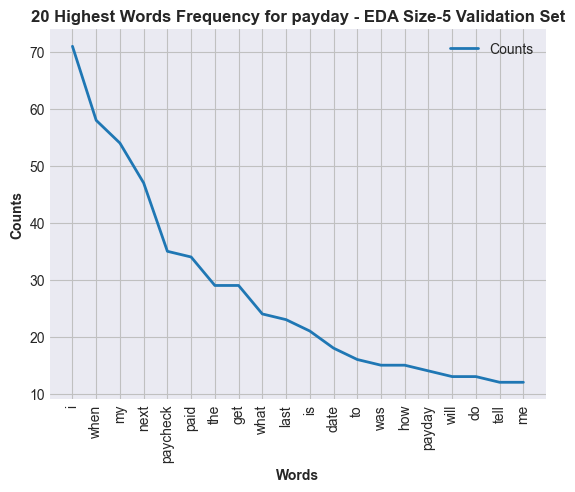 20 Highest Words Frequency for payday - EDA Size-5 Validation Set
Counts
70
60
50
40
30
20
10
Counts
i
when
my
next
paycheck
paid
the
get
what
last
is
date
to
was
how
payday
will
do
tell
me
Words